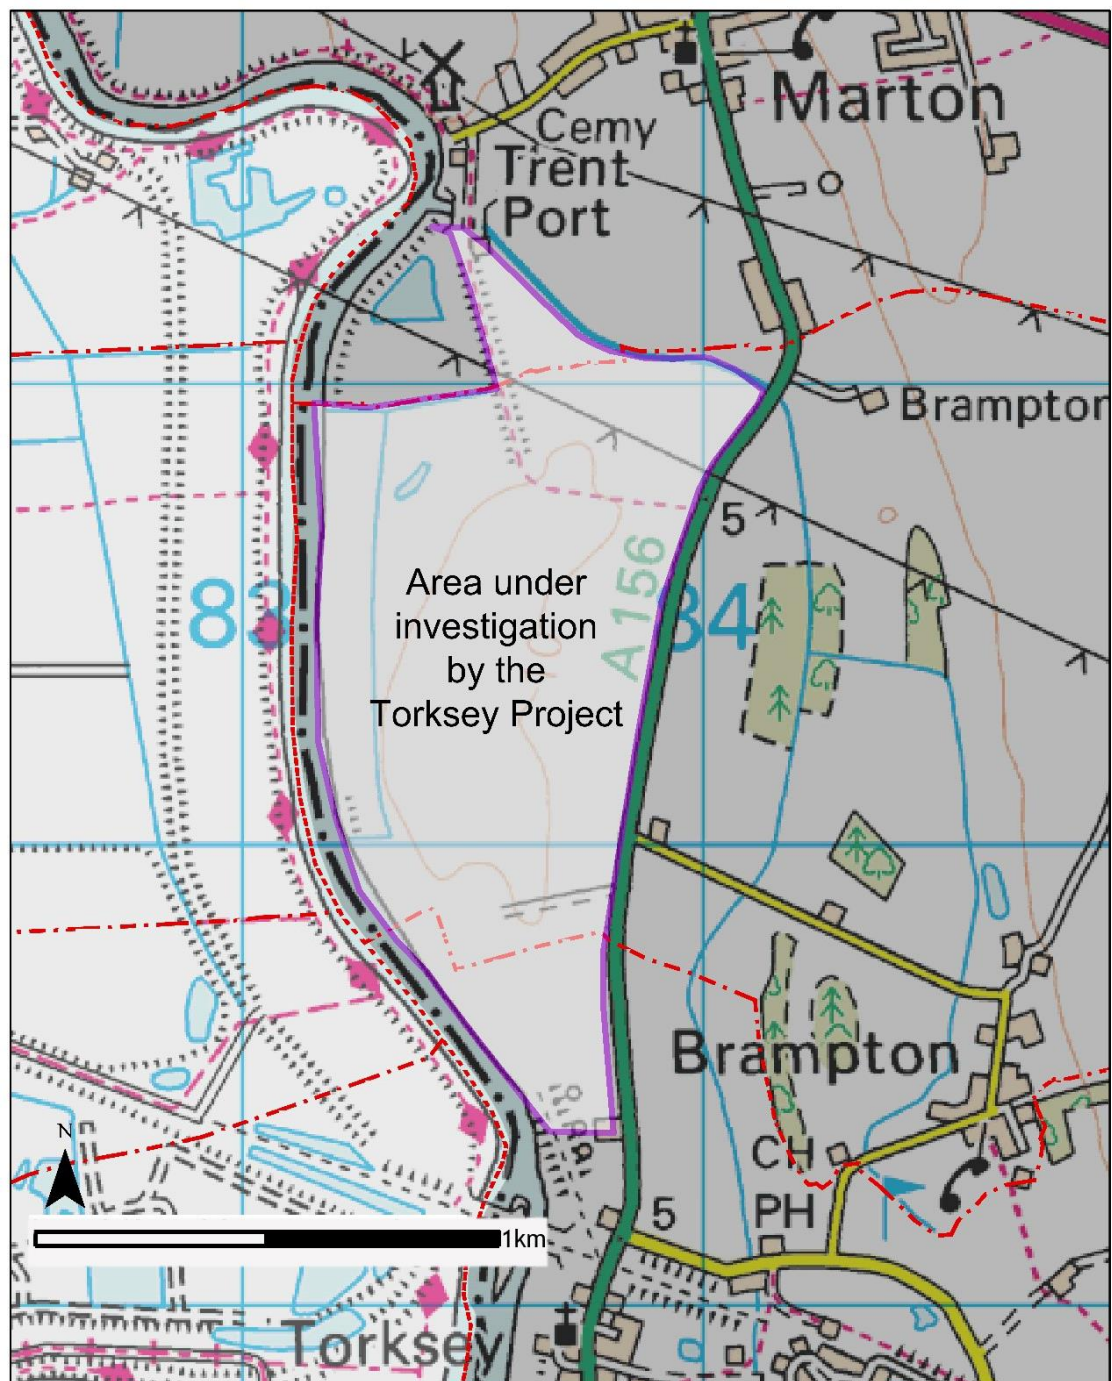 Marton
Cemy
Trent
Port
Brampton
5
83
A156
84
Area under
investigation
by the
Torksey Project
Brampton
CH
PH
5
N
1km
Torksey